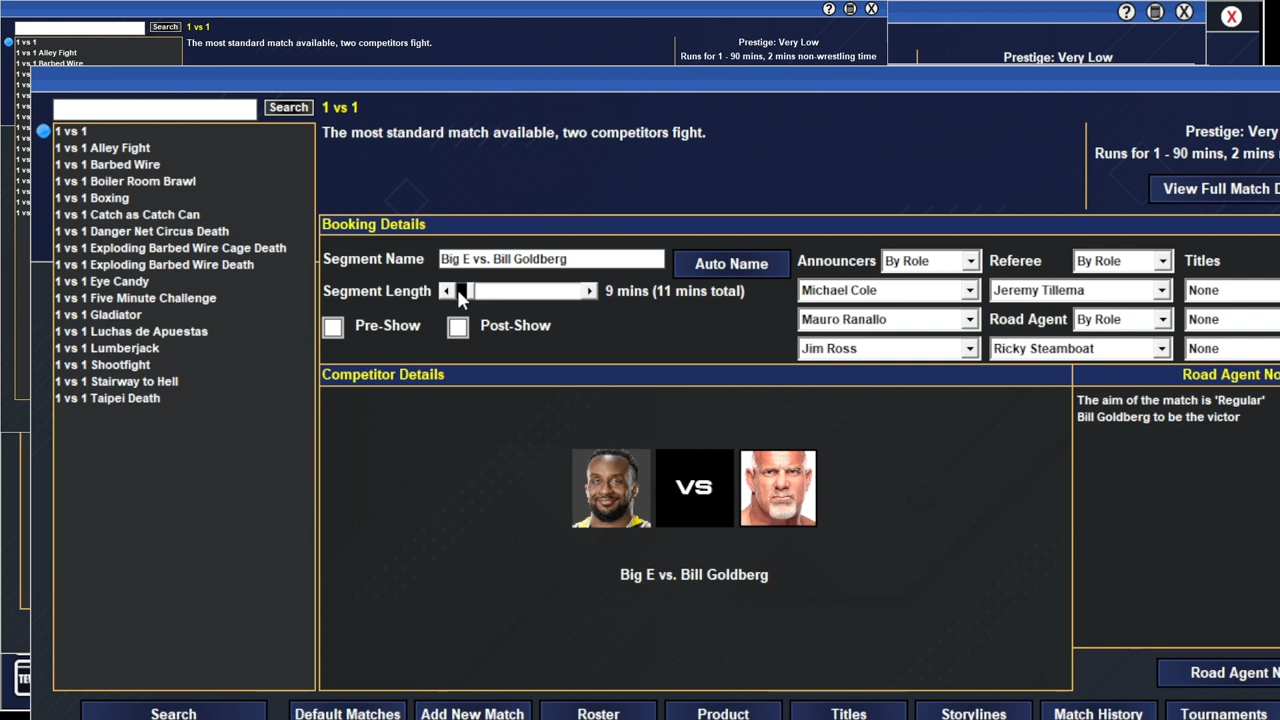 Search
1 vs 1
The most standard match available, two competitors fight.
Prestige: Very Low
Runs for 1 - 90 mins, 2 mins non-wrestling time
Prestige: Very Low
1 vs 1
1 vs 1 Alley Fight
1 vs 1 Barbed Wire
Search
1 vs 1
The most standard match available, two competitors fight.
Prestige: Very
Runs for 1 - 90 mins, 2 mins
View Full Match D
1 vs 1
1 vs 1 Alley Fight
1 vs 1 Barbed Wire
1 vs 1 Boiler Room Brawl
1 vs 1 Boxing
1 vs 1 Catch as Catch Can
1 vs 1 Danger Net Circus Death
1 vs 1 Exploding Barbed Wire Cage Death
1 vs 1 Exploding Barbed Wire Death
1 vs 1 Eye Candy
1 vs 1 Five Minute Challenge
1 vs 1 Gladiator
1 vs 1 Luchas de Apuestas
1 vs 1 Lumberjack
1 vs 1 Shootfight
1 vs 1 Stairway to Hell
1 vs 1 Taipei Death
Booking Details
Segment Name Big E vs. Bill Goldberg Auto Name
Segment Length 9 mins (11 mins total)
Pre-Show Post-Show
Announcers By Role Referee By Role Titles
Michael Cole Jeremy Tillema None
Mauro Ranallo Road Agent By Role None
Jim Ross Ricky Steamboat None
Competitor Details
Road Agent No
The aim of the match is 'Regular'
Bill Goldberg to be the victor
VS
Big E vs. Bill Goldberg
Road Agent N
Search Default Matches Add New Match Roster Product Titles Storylines Match History Tournaments